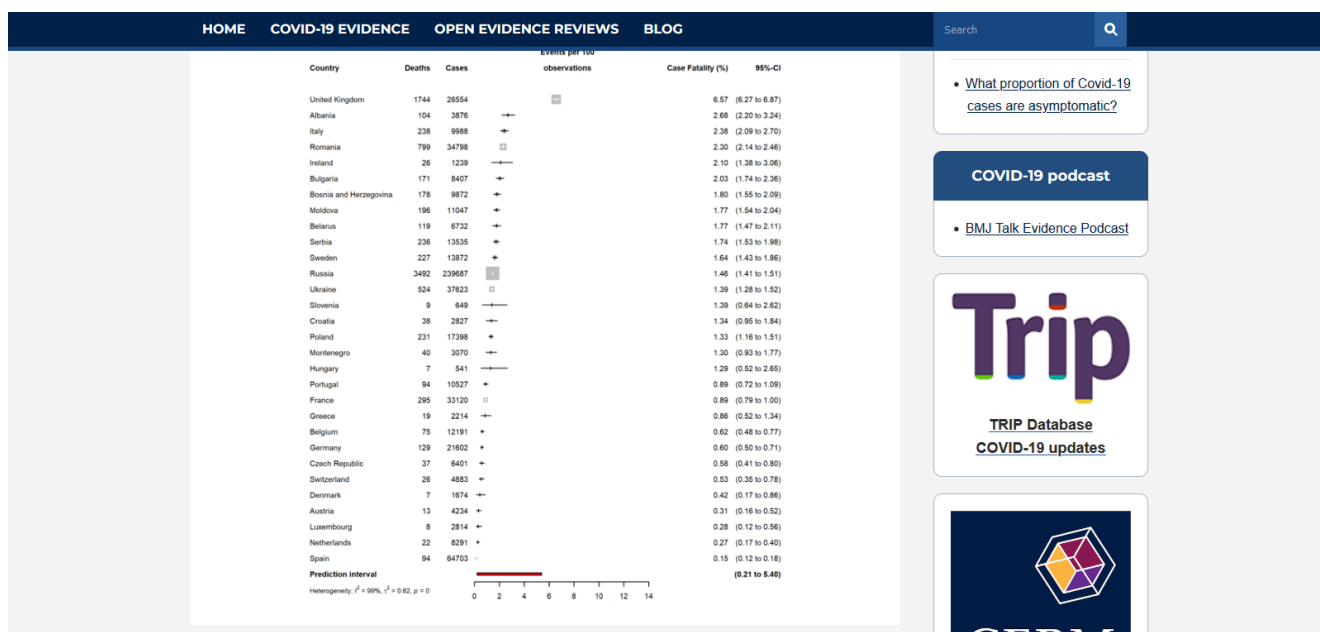 HOME COVID-19 EVIDENCE OPEN EVIDENCE REVIEWS BLOG Search
Events per 100
Country Deaths Cases observations Case Fatality (%) 95%-CI
United Kingdom 1744 26554 6.57 (6.27 to 6.87)
Albania 104 3876 2.68 (2.20 to 3.24)
Italy 238 9988 2.38 (2.09 to 2.70)
Romania 799 34798 2.30 (2.14 to 2.46)
Ireland 26 1239 2.10 (1.38 to 3.06)
Bulgaria 171 8407 2.03 (1.74 to 2.36)
Bosnia and Herzegovina 178 9872 1.80 (1.55 to 2.09)
Moldova 196 11047 1.77 (1.54 to 2.04)
Belarus 119 6732 1.77 (1.47 to 2.11)
Serbia 236 13535 1.74 (1.53 to 1.98)
Sweden 227 13872 1.64 (1.43 to 1.86)
Russia 3492 239687 1.46 (1.41 to 1.51)
Ukraine 524 37623 1.39 (1.28 to 1.52)
Slovenia 9 649 1.39 (0.64 to 2.62)
Croatia 38 2827 1.34 (0.95 to 1.84)
Poland 231 17398 1.33 (1.16 to 1.51)
Montenegro 40 3070 1.30 (0.93 to 1.77)
Hungary 7 541 1.29 (0.52 to 2.65)
Portugal 94 10527 0.89 (0.72 to 1.09)
France 295 33120 0.89 (0.79 to 1.00)
Greece 19 2214 0.86 (0.52 to 1.34)
Belgium 75 12191 0.62 (0.48 to 0.77)
Germany 129 21602 0.60 (0.50 to 0.71)
Czech Republic 37 6401 0.58 (0.41 to 0.80)
Switzerland 26 4883 0.53 (0.35 to 0.78)
Denmark 7 1674 0.42 (0.17 to 0.86)
Austria 13 4234 0.31 (0.16 to 0.52)
Luxembourg 8 2814 0.28 (0.12 to 0.56)
Netherlands 22 8291 0.27 (0.17 to 0.40)
Spain 94 64703 0.15 (0.12 to 0.18)
Prediction interval (0.21 to 5.40)
Heterogeneity: I² = 99%, τ² = 0.62, p = 0
0 2 4 6 8 10 12 14
What proportion of Covid-19
cases are asymptomatic?
COVID-19 podcast
BMJ Talk Evidence Podcast
Trip
TRIP Database
COVID-19 updates
CEBM